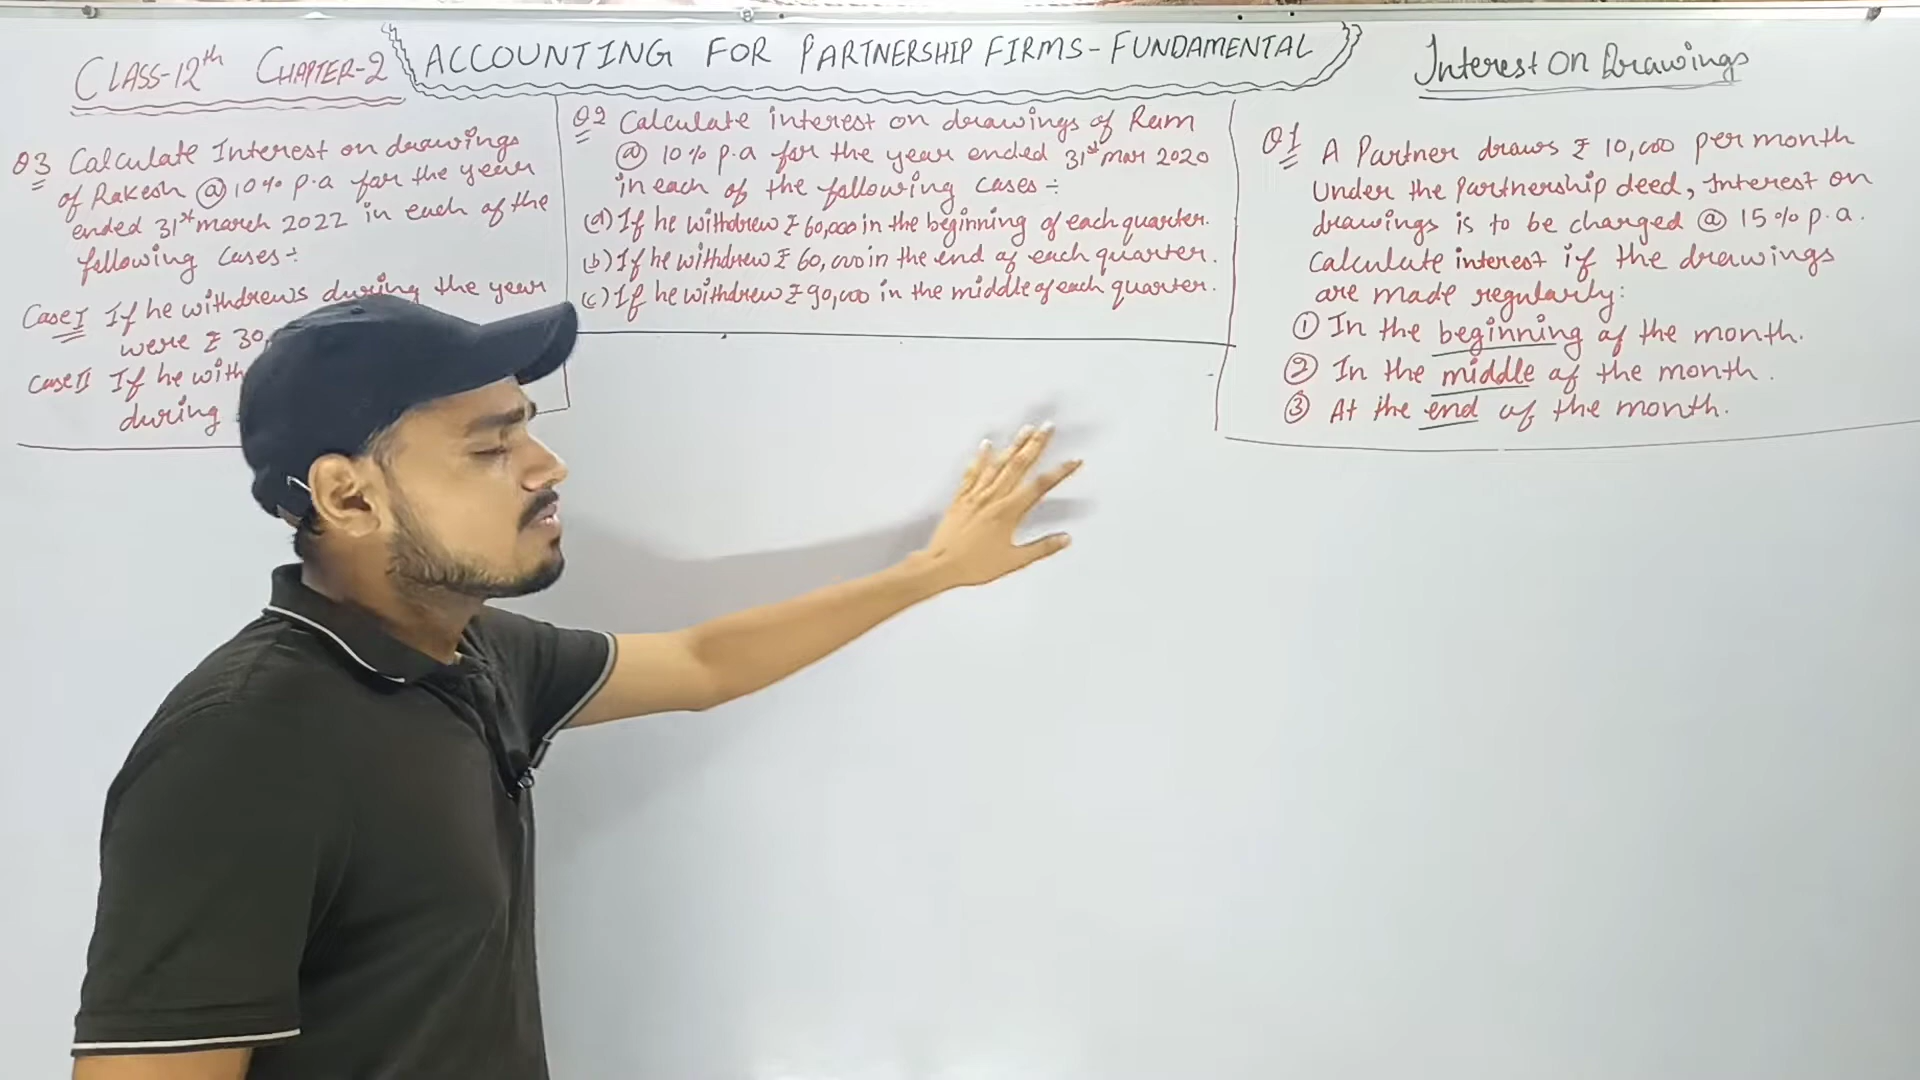 CLASS-12th CHAPTER-2
ACCOUNTING FOR PARTNERSHIP FIRMS-FUNDAMENTAL
Interest On Drawings
Q3 Calculate Interest on drawings
of Rakesh @ 10% p.a for the year
ended 31st march 2022 in each of the
following cases ÷
Case I If he withdrews during the year
were ₹ 30,
Case II If he with
during
Q2 Calculate interest on drawings of Ram
@ 10% p.a for the year ended 31st Mar 2020
in each of the following cases ÷
(a) If he withdrew ₹ 60,000 in the beginning of each quarter.
(b) If he withdrew ₹ 60,000 in the end of each quarter.
(c) If he withdrew ₹ 90,000 in the middle of each quarter.
Q1 A Partner draws ₹ 10,000 per month
Under the partnership deed, Interest on
drawings is to be charged @ 15% p.a.
Calculate interest if the drawings
are made regularly:
① In the beginning of the month.
② In the middle of the month.
③ At the end of the month.